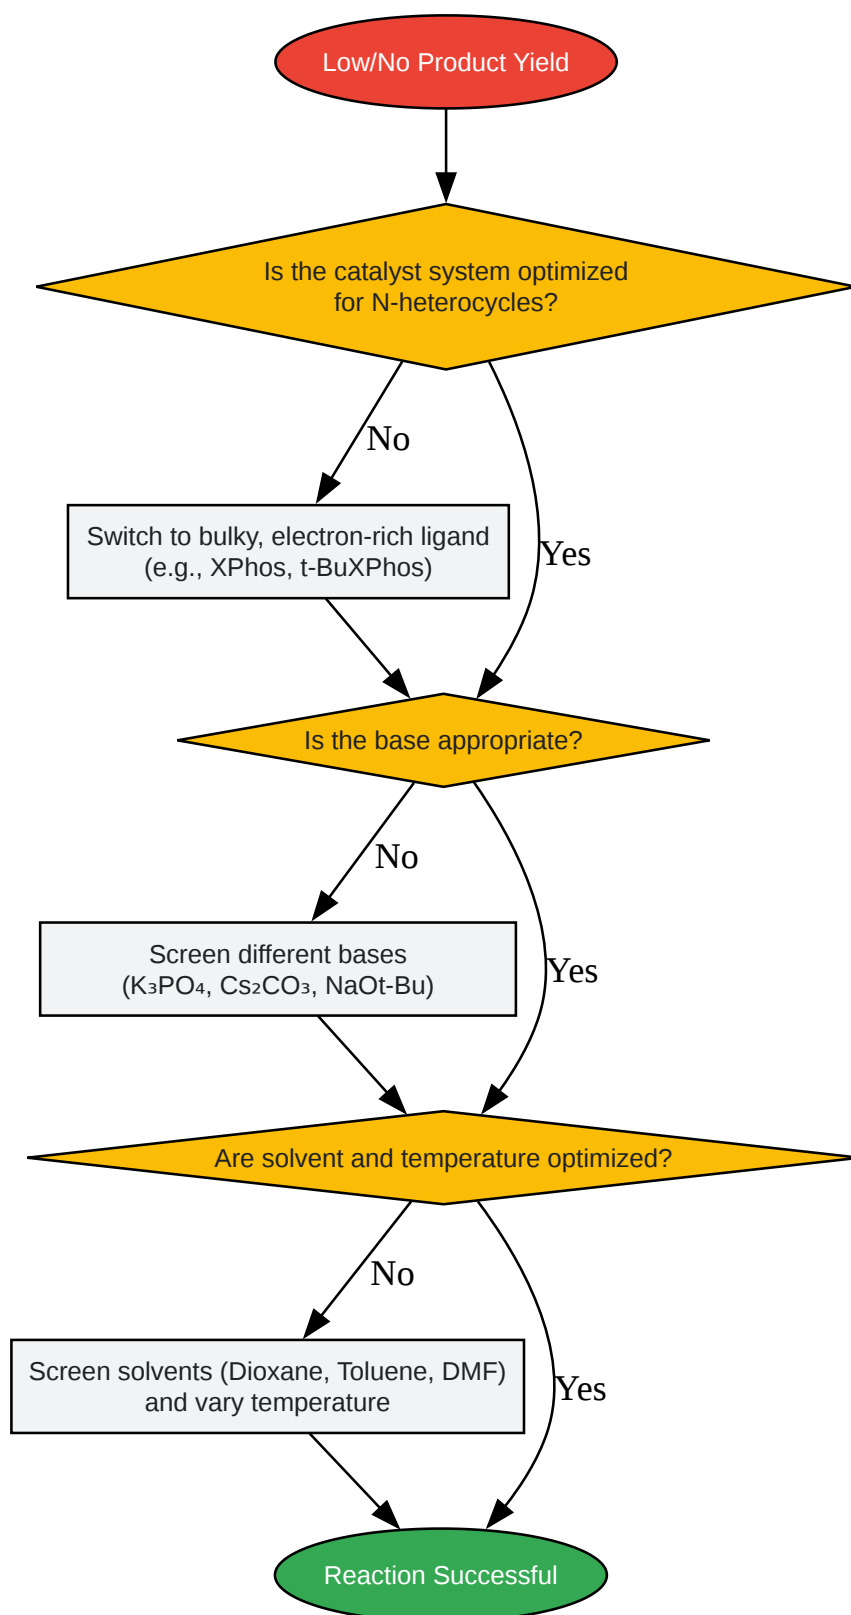 Low/No Product Yield
Is the catalyst system optimized
for N-heterocycles?
No
Switch to bulky, electron-rich ligand
(e.g., XPhos, t-BuXPhos)
Yes
Is the base appropriate?
No
Screen different bases
(K₃PO₄, Cs₂CO₃, NaOt-Bu)
Yes
Are solvent and temperature optimized?
No
Screen solvents (Dioxane, Toluene, DMF)
and vary temperature
Yes
Reaction Successful